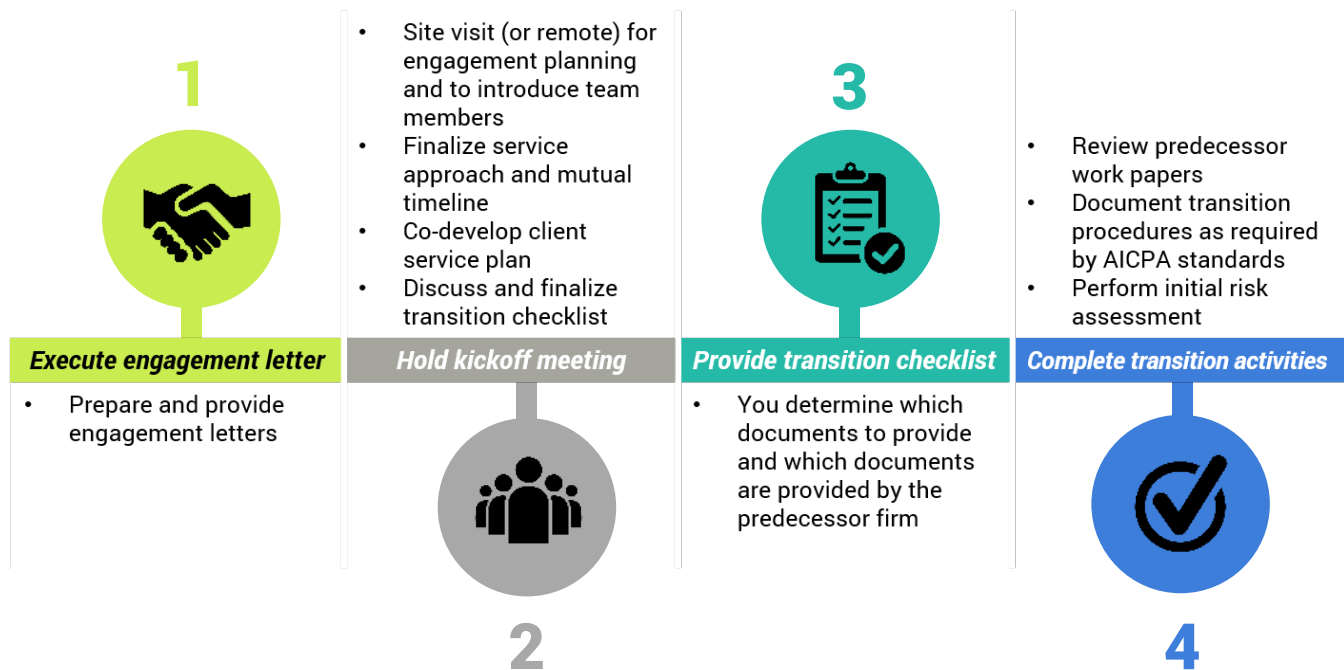 1
Execute engagement letter
• Prepare and provide
engagement letters
• Site visit (or remote) for
engagement planning
and to introduce team
members
• Finalize service
approach and mutual
timeline
• Co-develop client
service plan
• Discuss and finalize
transition checklist
Hold kickoff meeting
2
3
Provide transition checklist
• You determine which
documents to provide
and which documents
are provided by the
predecessor firm
• Review predecessor
work papers
• Document transition
procedures as required
by AICPA standards
• Perform initial risk
assessment
Complete transition activities
4